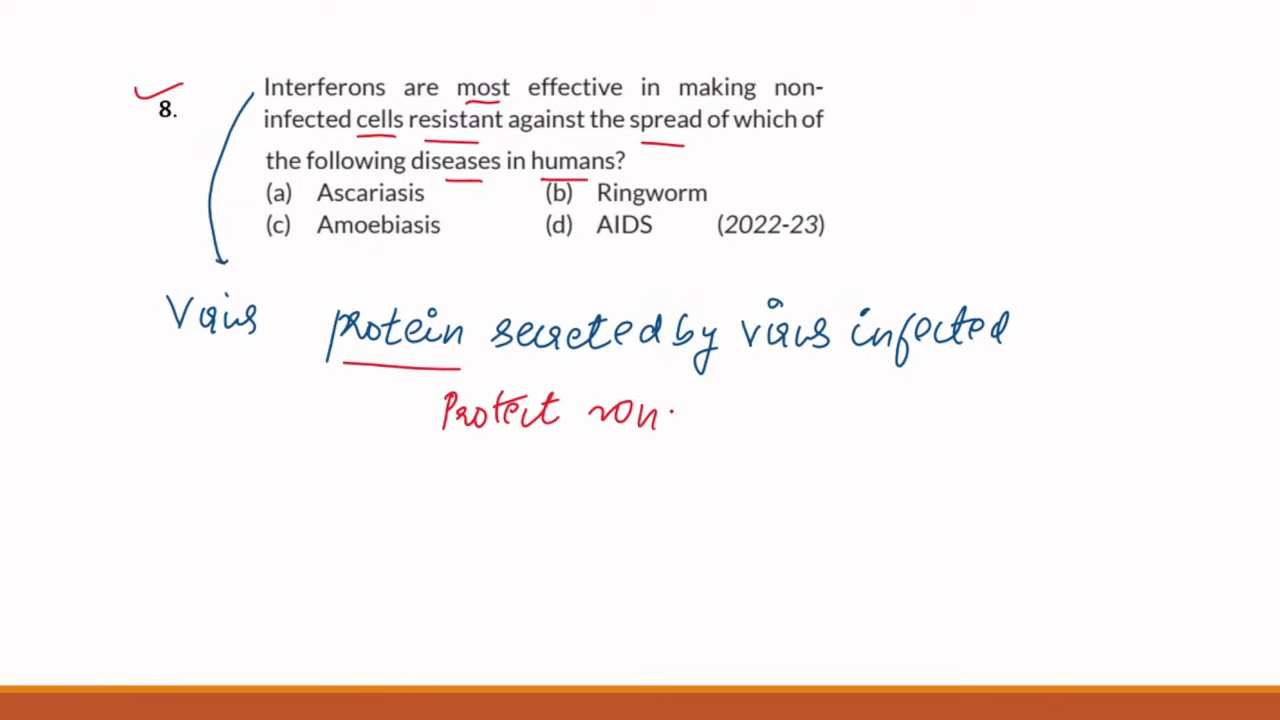 8.
Interferons are most effective in making non-
infected cells resistant against the spread of which of
the following diseases in humans?
(a) Ascariasis (b) Ringworm
(c) Amoebiasis (d) AIDS (2022-23)
Virus protein secreted by virus infected
Protect non.